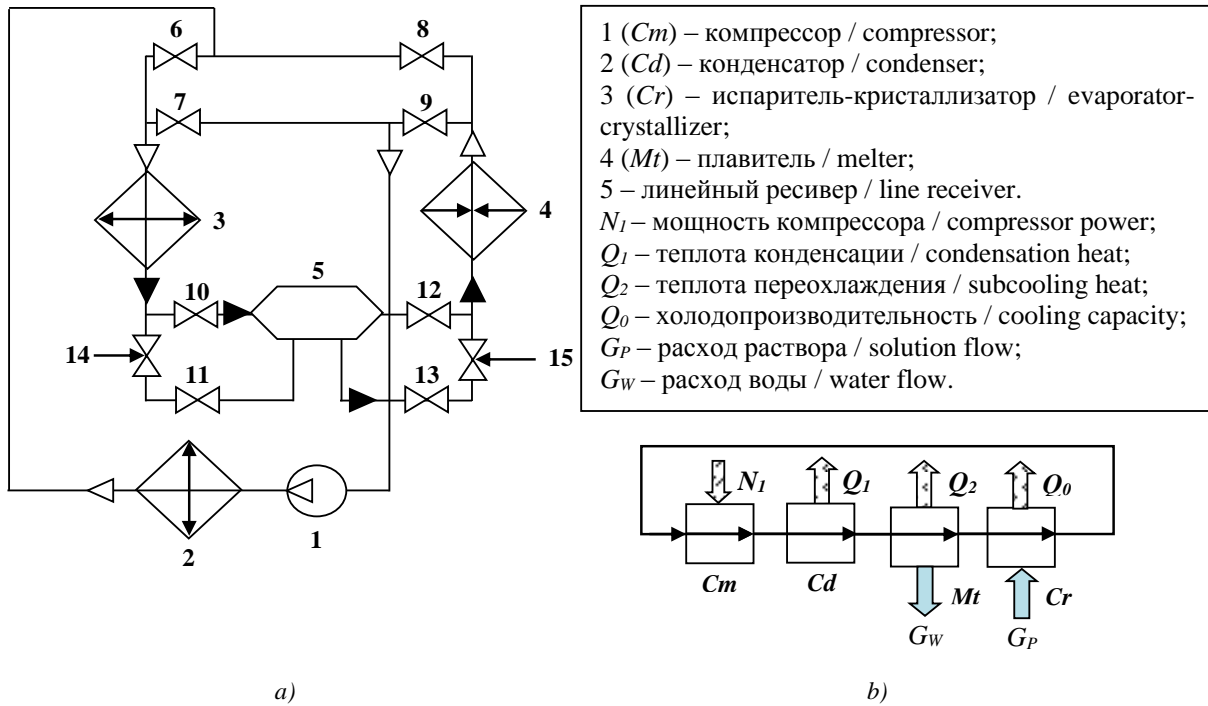 6
8
7
9
3
4
5
10
12
14
15
11
13
2
1
a)
1 (Cm) – компрессор / compressor;
2 (Cd) – конденсатор / condenser;
3 (Cr) – испаритель-кристаллизатор / evaporator-
crystallizer;
4 (Mt) – плавитель / melter;
5 – линейный ресивер / line receiver.
N1 – мощность компрессора / compressor power;
Q1 – теплота конденсации / condensation heat;
Q2 – теплота переохлаждения / subcooling heat;
Q0 – холодопроизводительность / cooling capacity;
GP – расход раствора / solution flow;
GW – расход воды / water flow.
N1 Q1 Q2 Q0
Cm Cd Mt Cr
GW GP
b)